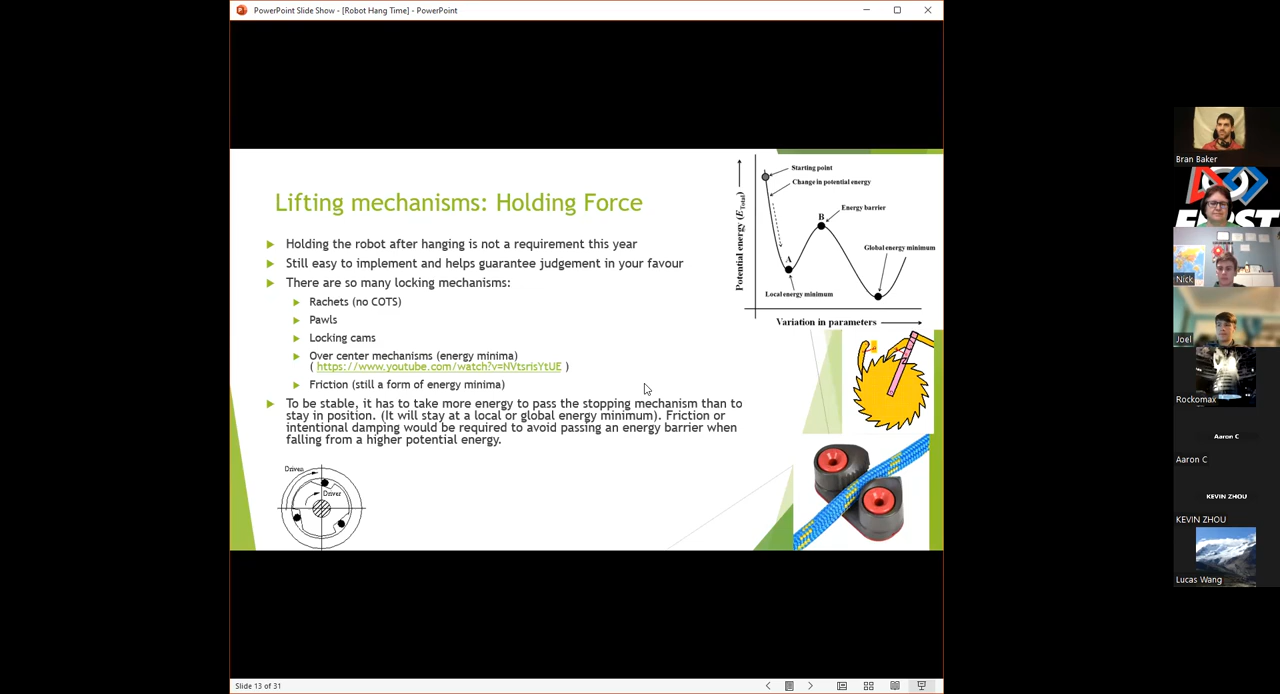 PowerPoint Slide Show - [Robot Hang Time] - PowerPoint
Lifting mechanisms: Holding Force
Holding the robot after hanging is not a requirement this year
Still easy to implement and helps guarantee judgement in your favour
There are so many locking mechanisms:
Rachets (no COTS)
Pawls
Locking cams
Over center mechanisms (energy minima)
( https://www.youtube.com/watch?v=NVtsrisYtUE )
Friction (still a form of energy minima)
To be stable, it has to take more energy to pass the stopping mechanism than to
stay in position. (It will stay at a local or global energy minimum). Friction or
intentional damping would be required to avoid passing an energy barrier when
falling from a higher potential energy.
Driven
Driver
Potential energy (E Total)
Starting point
Change in potential energy
B
Energy barrier
Global energy minimum
A
Local energy minimum
Variation in parameters
Slide 13 of 31
Bran Baker
FIRST
Nick
Joel
Rockomax
Aaron C
Aaron C
KEVIN ZHOU
KEVIN ZHOU
Lucas Wang